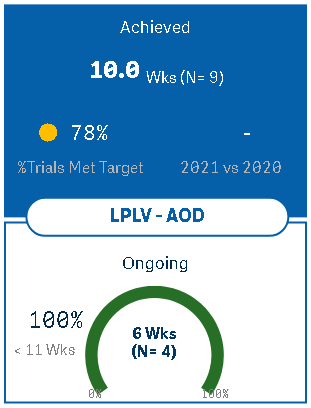 Achieved
10.0 Wks (N= 9)
78% -
%Trials Met Target 2021 vs 2020
LPLV - AOD
Ongoing
100%
< 11 Wks
6 Wks
(N= 4)
0% 100%